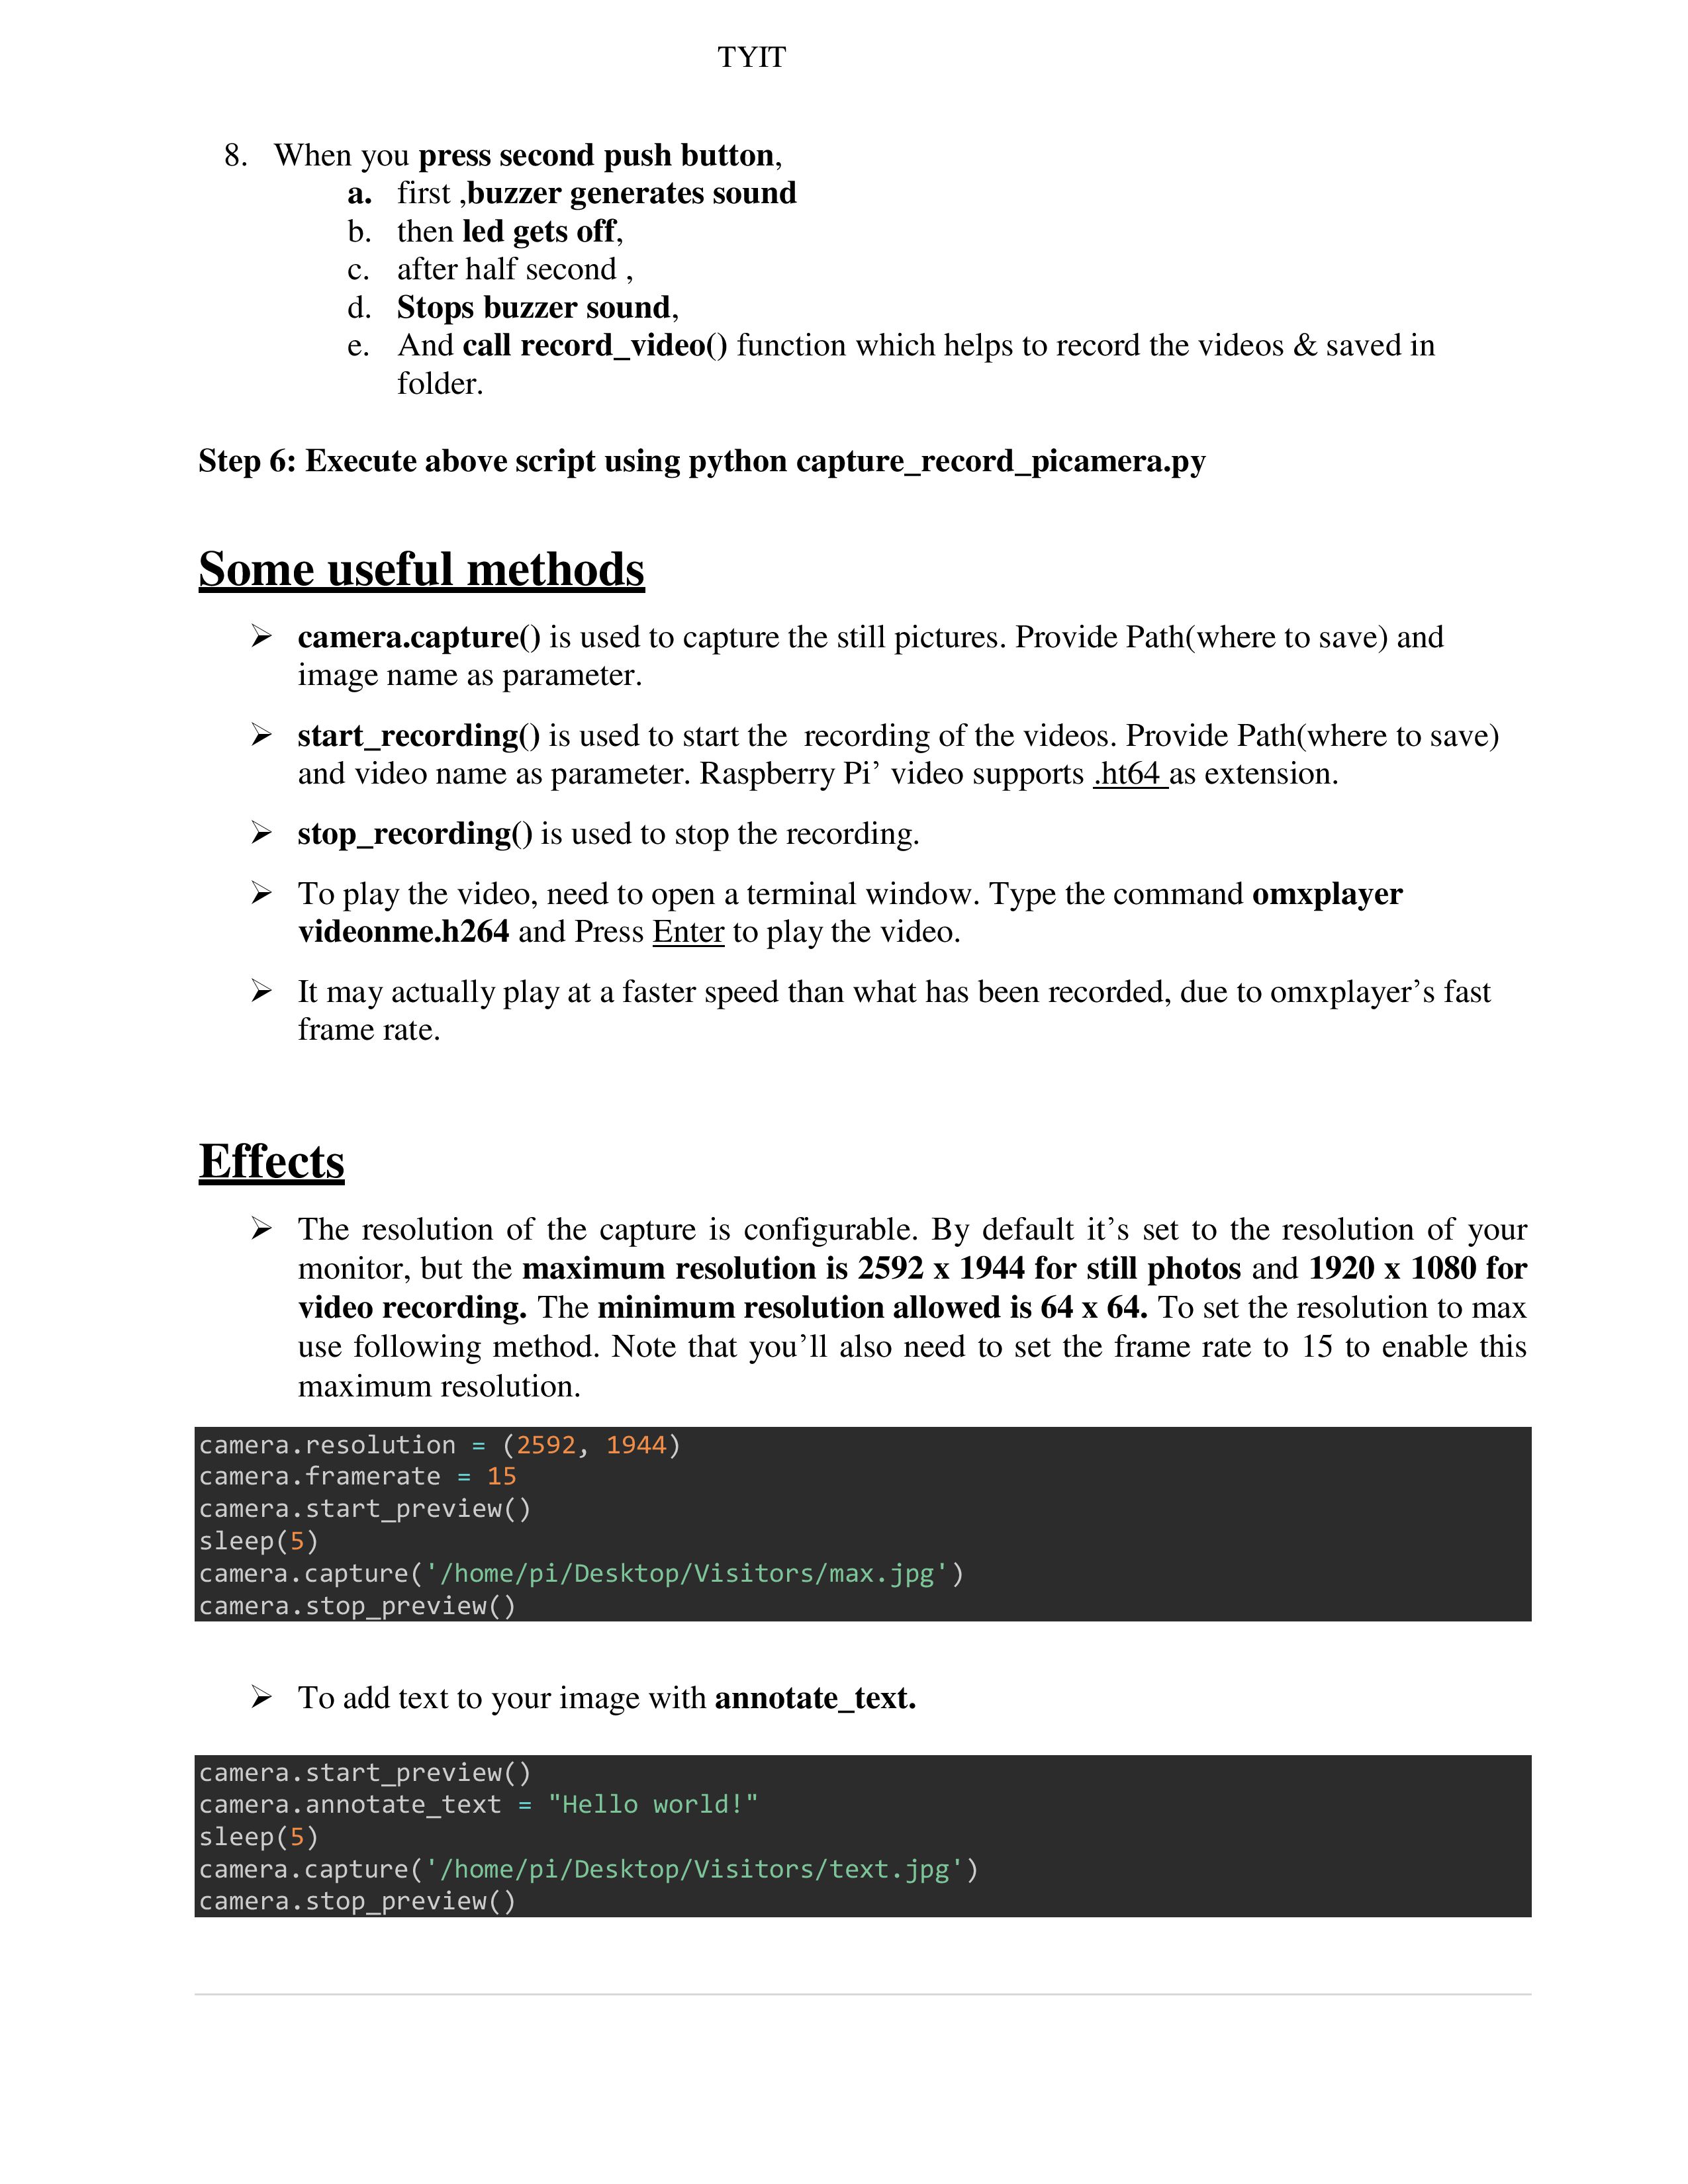 TYIT
8. When you press second push button,
a. first ,buzzer generates sound
b. then led gets off,
c. after half second ,
d. Stops buzzer sound,
e. And call record_video() function which helps to record the videos & saved in
folder.
Step 6: Execute above script using python capture_record_picamera.py
Some useful methods
➢ camera.capture() is used to capture the still pictures. Provide Path(where to save) and
image name as parameter.
➢ start_recording() is used to start the  recording of the videos. Provide Path(where to save)
and video name as parameter. Raspberry Pi’ video supports .ht64 as extension.
➢ stop_recording() is used to stop the recording.
➢ To play the video, need to open a terminal window. Type the command omxplayer
videonme.h264 and Press Enter to play the video.
➢ It may actually play at a faster speed than what has been recorded, due to omxplayer’s fast
frame rate.
Effects
➢ The resolution of the capture is configurable. By default it’s set to the resolution of your
monitor, but the maximum resolution is 2592 x 1944 for still photos and 1920 x 1080 for
video recording. The minimum resolution allowed is 64 x 64. To set the resolution to max
use following method. Note that you’ll also need to set the frame rate to 15 to enable this
maximum resolution.
camera.resolution = (2592, 1944)
camera.framerate = 15
camera.start_preview()
sleep(5)
camera.capture('/home/pi/Desktop/Visitors/max.jpg')
camera.stop_preview()
➢ To add text to your image with annotate_text.
camera.start_preview()
camera.annotate_text = "Hello world!"
sleep(5)
camera.capture('/home/pi/Desktop/Visitors/text.jpg')
camera.stop_preview()